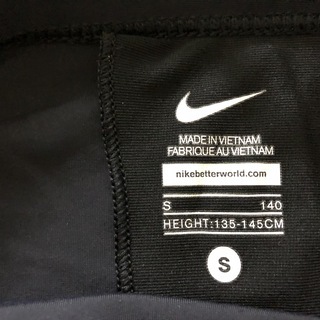 MADE IN VIETNAM
FABRIQUE AU VIETNAM
nikebetterworld.com
S 140
HEIGHT:135-145CM
S